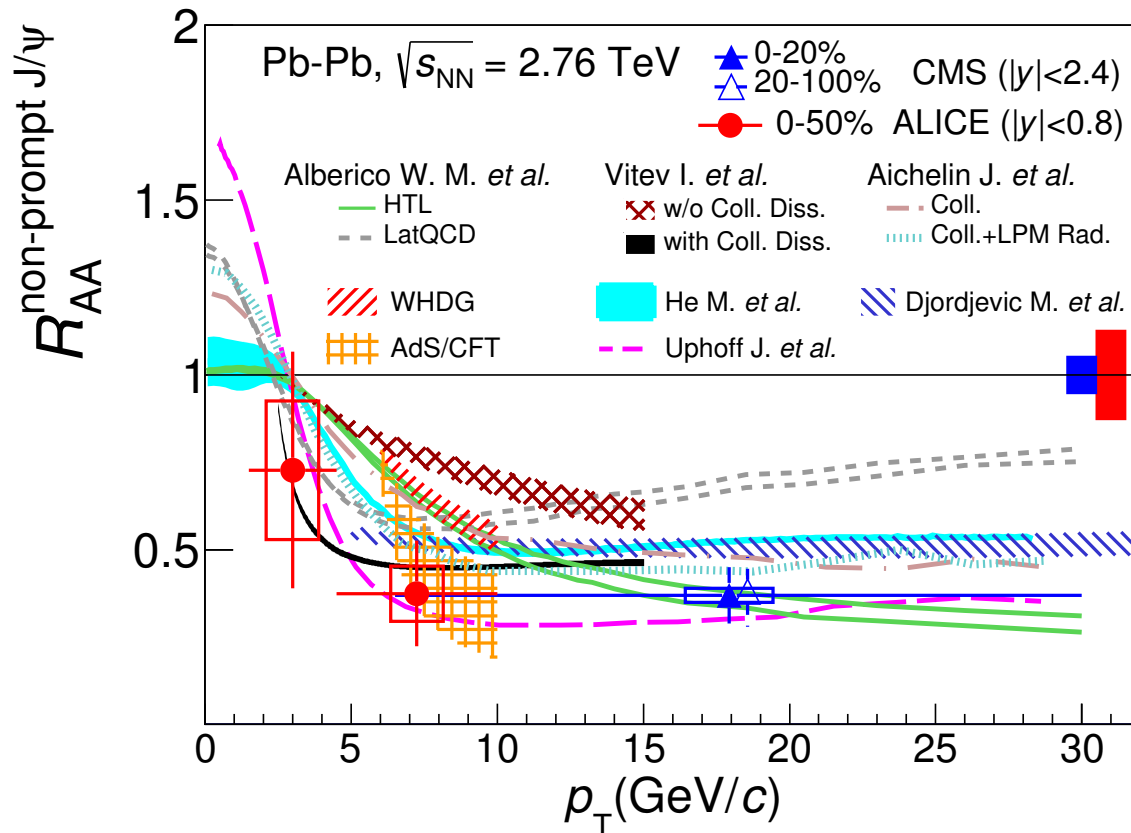 2
1.5
1
0.5
R_AA^non-prompt J/ψ
Pb-Pb, √s_NN = 2.76 TeV
0-20%
20-100%
CMS (|y|<2.4)
0-50% ALICE (|y|<0.8)
Alberico W. M. et al.
HTL
LatQCD
Vitev I. et al.
w/o Coll. Diss.
with Coll. Diss.
Aichelin J. et al.
Coll.
Coll.+LPM Rad.
WHDG
He M. et al.
Djordjevic M. et al.
AdS/CFT
Uphoff J. et al.
0 5 10 15 20 25 30
p_T (GeV/c)